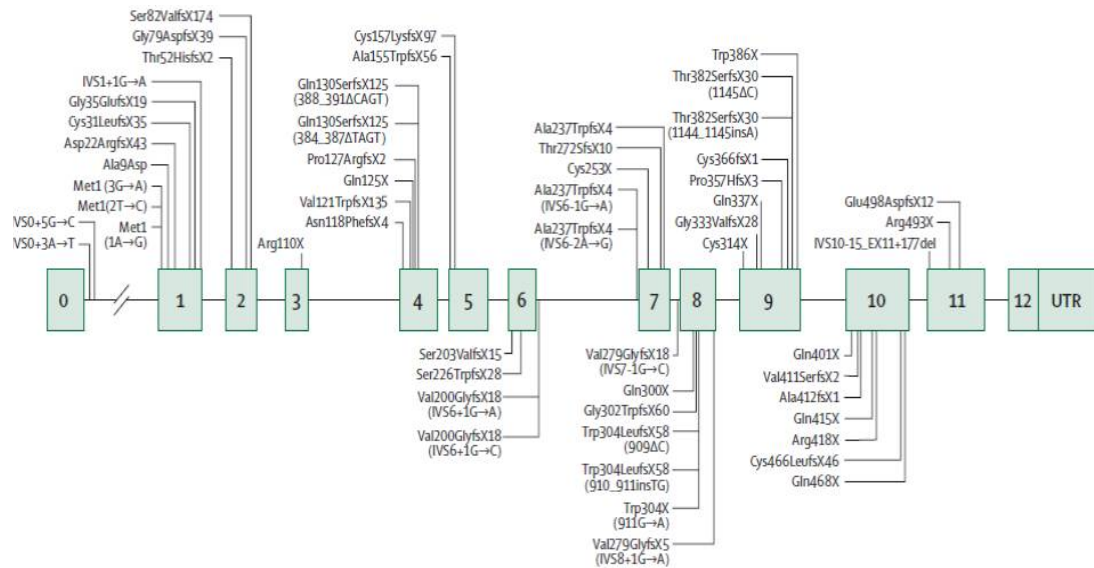 Ser82ValfsX174
Gly79AspfsX39
Thr52HisfsX2
IVS1+1G→A
Gly35GlufsX19
Cys31LeufsX35
Asp22ArgfsX43
Ala9Asp
Met1 (3G→A)
Met1(2T→C)
Met1
(1A→G)
VS0+5G→C
VS0+3A→T
Arg110X
Cys157LysfsX97
Ala155TrpfsX56
Gln130SerfsX125
(388_391ΔCAGT)
Gln130SerfsX125
(384_387ΔTAGT)
Pro127ArgfsX2
Gln125X
Val121TrpfsX135
Asn118PhefsX4
Ala237TrpfsX4
Thr272SfsX10
Cys253X
Ala237TrpfsX4
(IVS6-1G→A)
Ala237TrpfsX4
(IVS6-2A→G)
Trp386X
Thr382SerfsX30
(1145ΔC)
Thr382SerfsX30
(1144_1145insA)
Cys366fsX1
Pro357HfsX3
Gln337X
Gly333ValfsX28
Cys314X
Glu498AspfsX12
Arg493X
IVS10-15_EX11+177del
0 1 2 3 4 5 6 7 8 9 10 11 12 UTR
Ser203ValfsX15
Ser226TrpfsX28
Val200GlyfsX18
(IVS6+1G→A)
Val200GlyfsX18
(IVS6+1G→C)
Val279GlyfsX18
(IVS7-1G→C)
Gln300X
Gly302TrpfsX60
Trp304LeufsX58
(909ΔC)
Trp304LeufsX58
(910_911insTG)
Trp304X
(911G→A)
Val279GlyfsX5
(IVS8+1G→A)
Gln401X
Val411SerfsX2
Ala412fsX1
Gln415X
Arg418X
Cys466LeufsX46
Gln468X